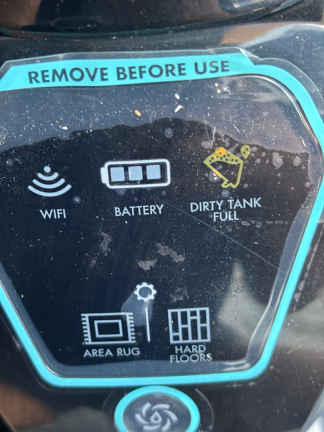 REMOVE BEFORE USE
WIFI
BATTERY
DIRTY TANK
FULL
AREA RUG
HARD
FLOORS